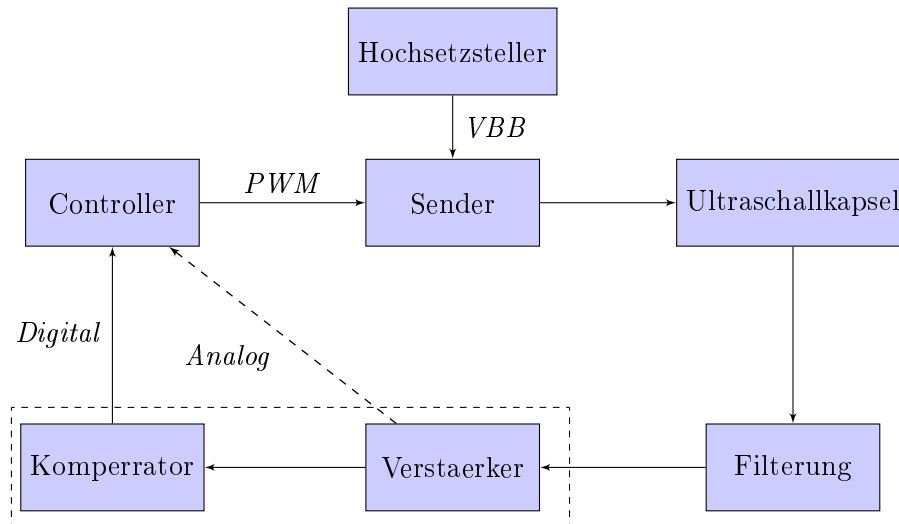 Hochsetzsteller
VBB
Controller
PWM
Sender
Ultraschallkapsel
Digital
Analog
Komperrator
Verstaerker
Filterung